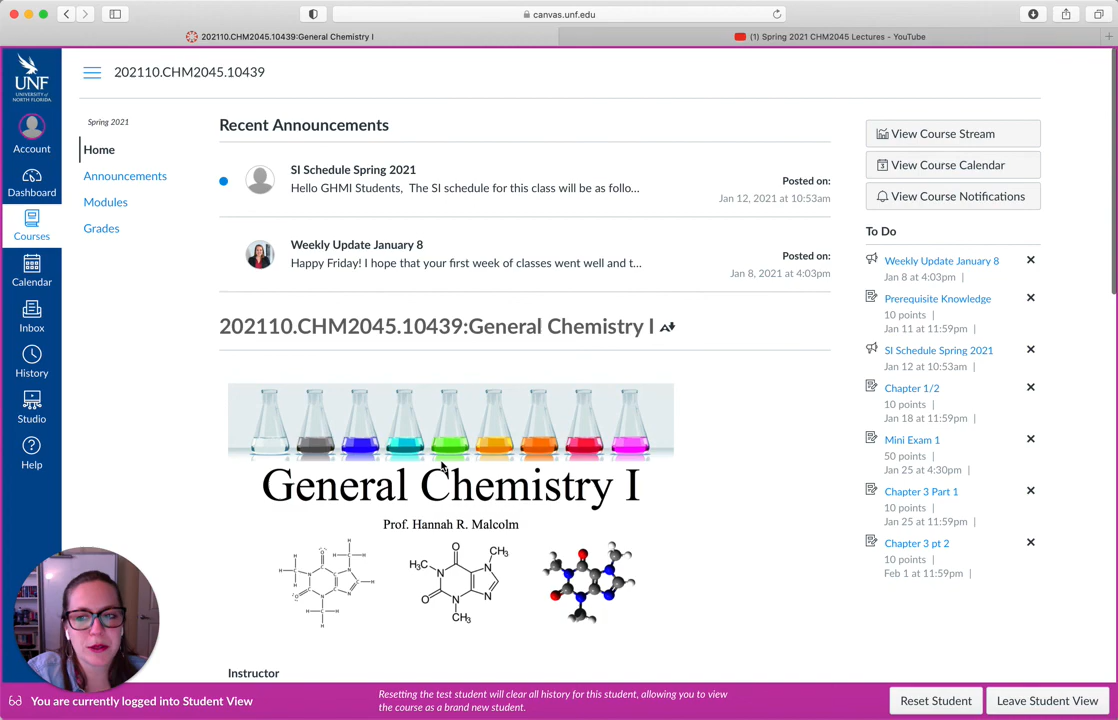 canvas.unf.edu
202110.CHM2045.10439:General Chemistry I
(1) Spring 2021 CHM2045 Lectures - YouTube
UNF
UNIVERSITY of
NORTH FLORIDA.
Account
Dashboard
Courses
Calendar
Inbox
History
Studio
Help
202110.CHM2045.10439
Spring 2021
Home
Announcements
Modules
Grades
Recent Announcements
SI Schedule Spring 2021
Hello GHMI Students, The SI schedule for this class will be as follo...
Posted on:
Jan 12, 2021 at 10:53am
Weekly Update January 8
Happy Friday! I hope that your first week of classes went well and t...
Posted on:
Jan 8, 2021 at 4:03pm
202110.CHM2045.10439:General Chemistry I
General Chemistry I
Prof. Hannah R. Malcolm
H₃C
O
CH₃
N
N
O
N
N
CH₃
Instructor
View Course Stream
View Course Calendar
View Course Notifications
To Do
Weekly Update January 8
Jan 8 at 4:03pm |
Prerequisite Knowledge
10 points |
Jan 11 at 11:59pm |
SI Schedule Spring 2021
Jan 12 at 10:53am |
Chapter 1/2
10 points |
Jan 18 at 11:59pm |
Mini Exam 1
50 points |
Jan 25 at 4:30pm |
Chapter 3 Part 1
10 points |
Jan 25 at 11:59pm |
Chapter 3 pt 2
10 points |
Feb 1 at 11:59pm |
You are currently logged into Student View
Resetting the test student will clear all history for this student, allowing you to view
the course as a brand new student.
Reset Student
Leave Student View